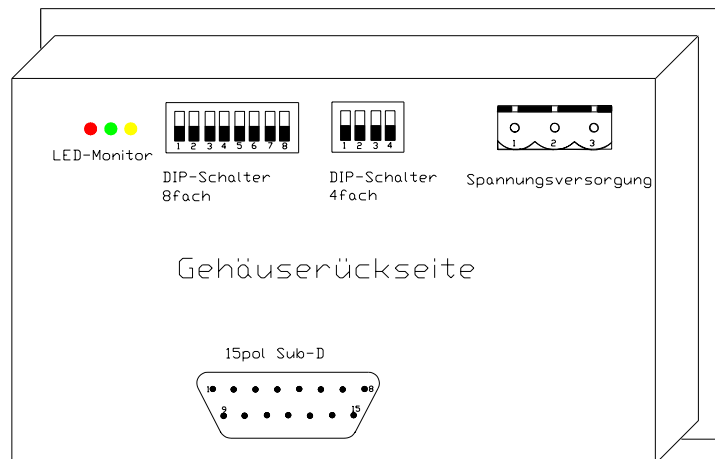 1 2 3 4 5 6 7 8
1 2 3 4
1 2 3
LED-Monitor
DIP-Schalter
8fach
DIP-Schalter
4fach
Spannungsversorgung
Gehäuserückseite
15pol Sub-D
1 8
9 15